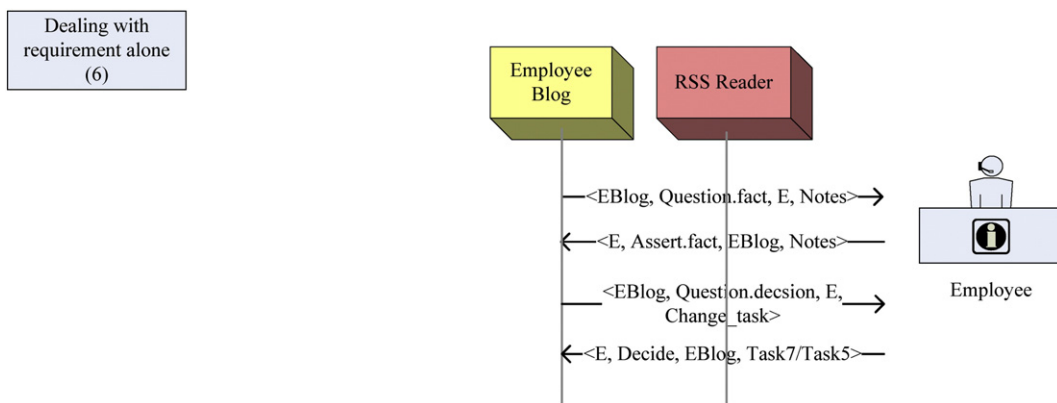 Dealing with
requirement alone
(6)
Employee
Blog
RSS Reader
<EBlog, Question.fact, E, Notes>
<E, Assert.fact, EBlog, Notes>
<EBlog, Question.decsion, E,
Change_task>
<E, Decide, EBlog, Task7/Task5>
Employee